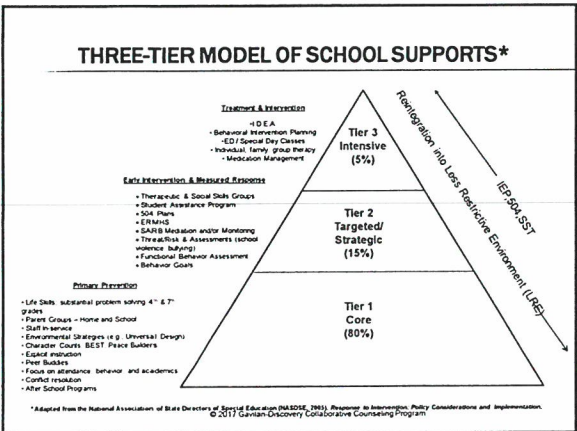 THREE-TIER MODEL OF SCHOOL SUPPORTS*
Treatment & Intervention
•I D E A
• Behavioral Intervention Planning
•ED / Special Day Classes
• Individual, family, group therapy
• Medication Management
Early Intervention & Measured Response
• Therapeutic & Social Skills Groups
• Student Assistance Program
• 504 Plans
• ERMHS
• SARB Mediation and/or Monitoring
• Threat/Risk & Assessments (school
violence bullying)
• Functional Behavior Assessment
• Behavior Goals
Primary Prevention
• Life Skills: substantial problem solving 4th & 7th
grades
• Parent Groups – Home and School
• Staff In-service
• Environmental Strategies (e.g., Universal Design)
• Character Counts BEST Peace Builders
• Explicit instruction
• Peer Buddies
• Focus on attendance, behavior and academics
• Conflict resolution
• After School Programs
Tier 3
Intensive
(5%)
Tier 2
Targeted/
Strategic
(15%)
Tier 1
Core
(80%)
Reintegration into Less Restrictive Environment (LRE)
IEP,504,SST
*Adapted from the National Association of State Directors of Special Education (NASDSE, 2005). Response to Intervention: Policy Considerations and Implementation.
© 2017 Gavilan-Discovery Collaborative Counseling Program